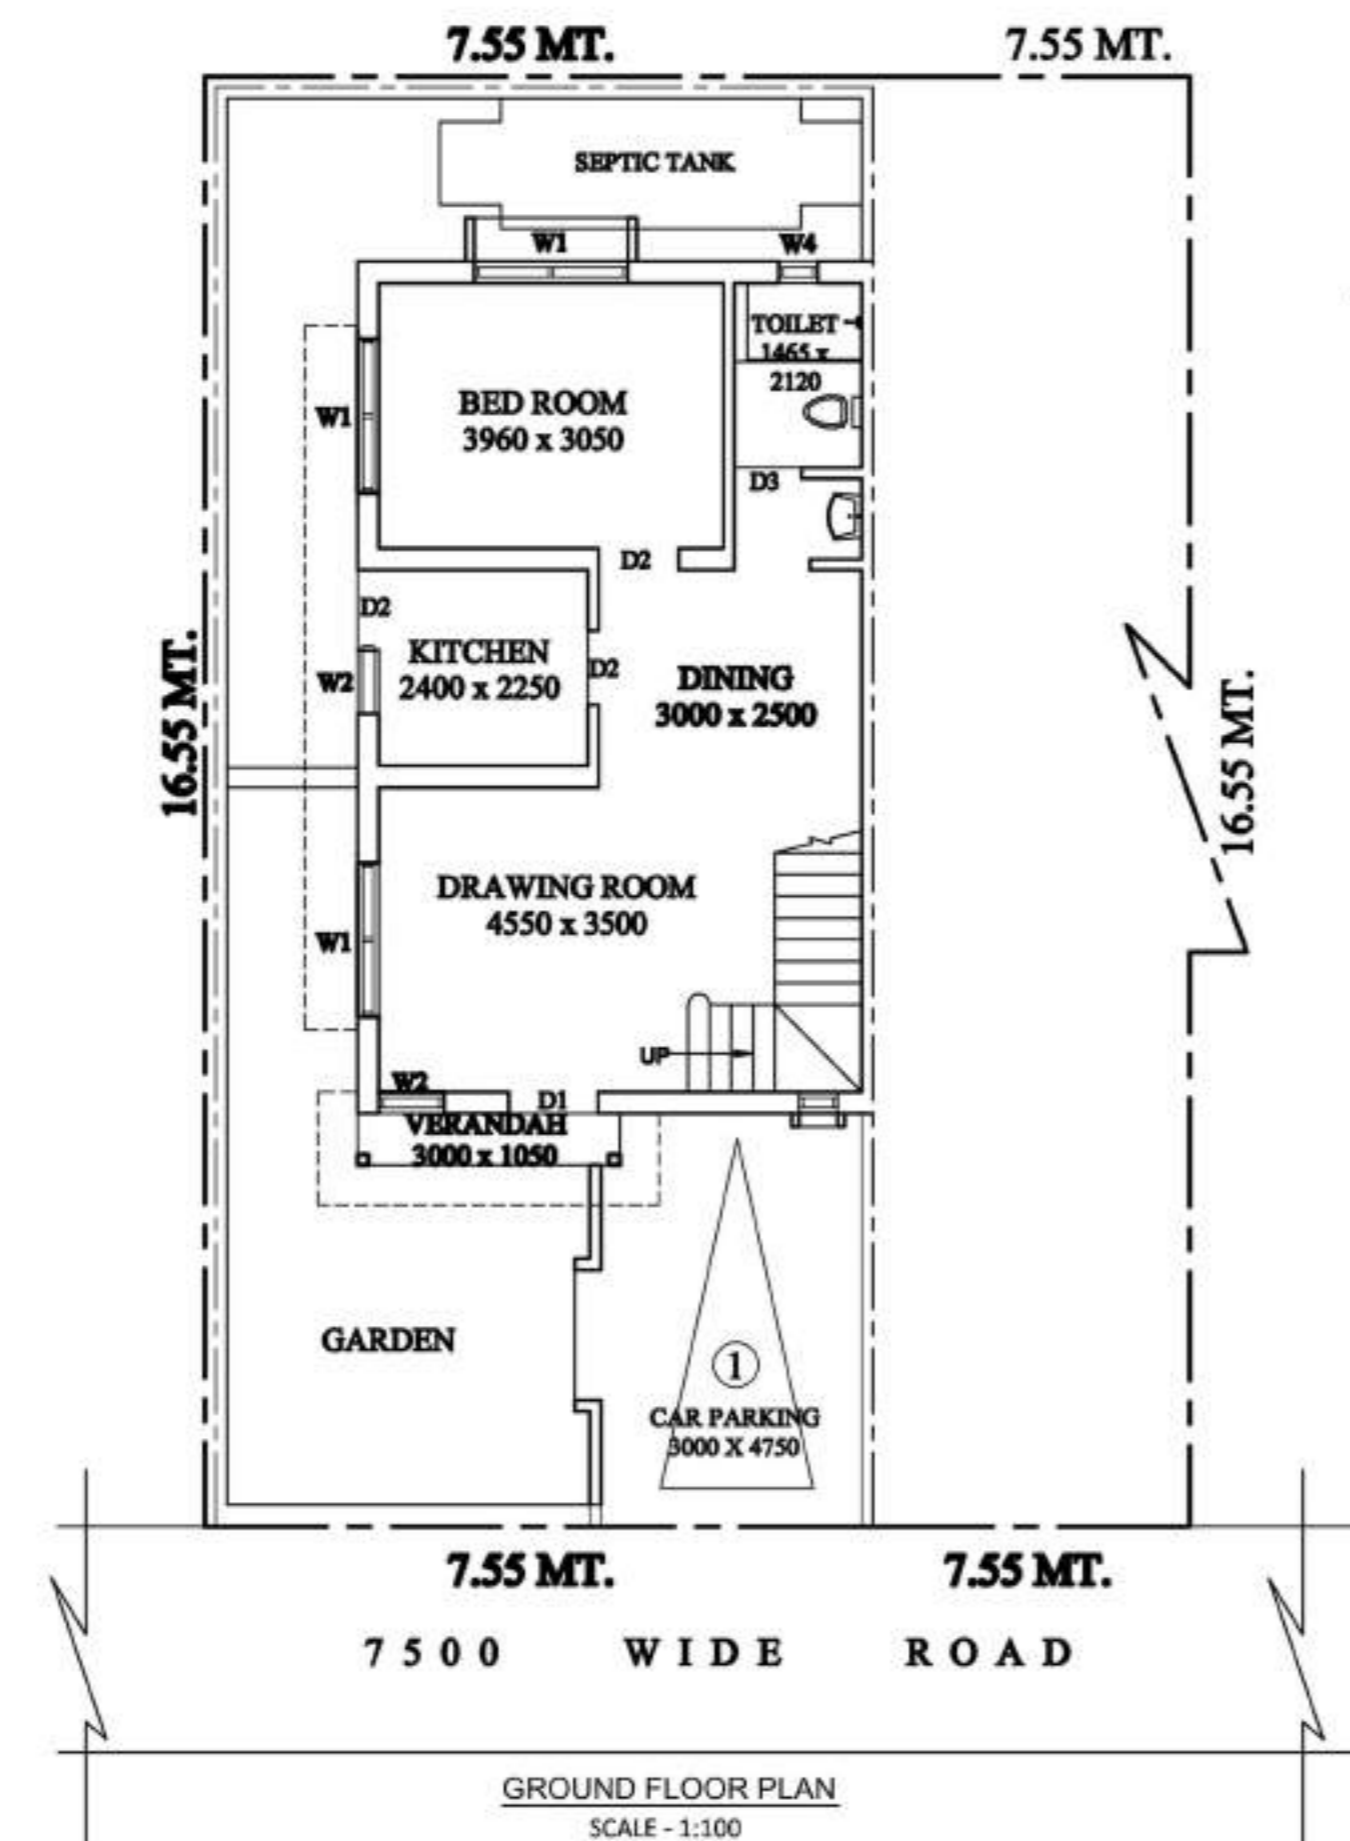 7.55 MT.
7.55 MT.
SEPTIC TANK
W1
W4
TOILET
1465 x
2120
W1
BED ROOM
3960 x 3050
D3
D2
D2
KITCHEN
2400 x 2250
W2
D2
DINING
3000 x 2500
16.55 MT.
16.55 MT.
DRAWING ROOM
4550 x 3500
W1
UP
W2
D1
VERANDAH
3000 x 1050
GARDEN
1
CAR PARKING
3000 X 4750
7.55 MT.
7.55 MT.
7500 WIDE ROAD
GROUND FLOOR PLAN
SCALE - 1:100